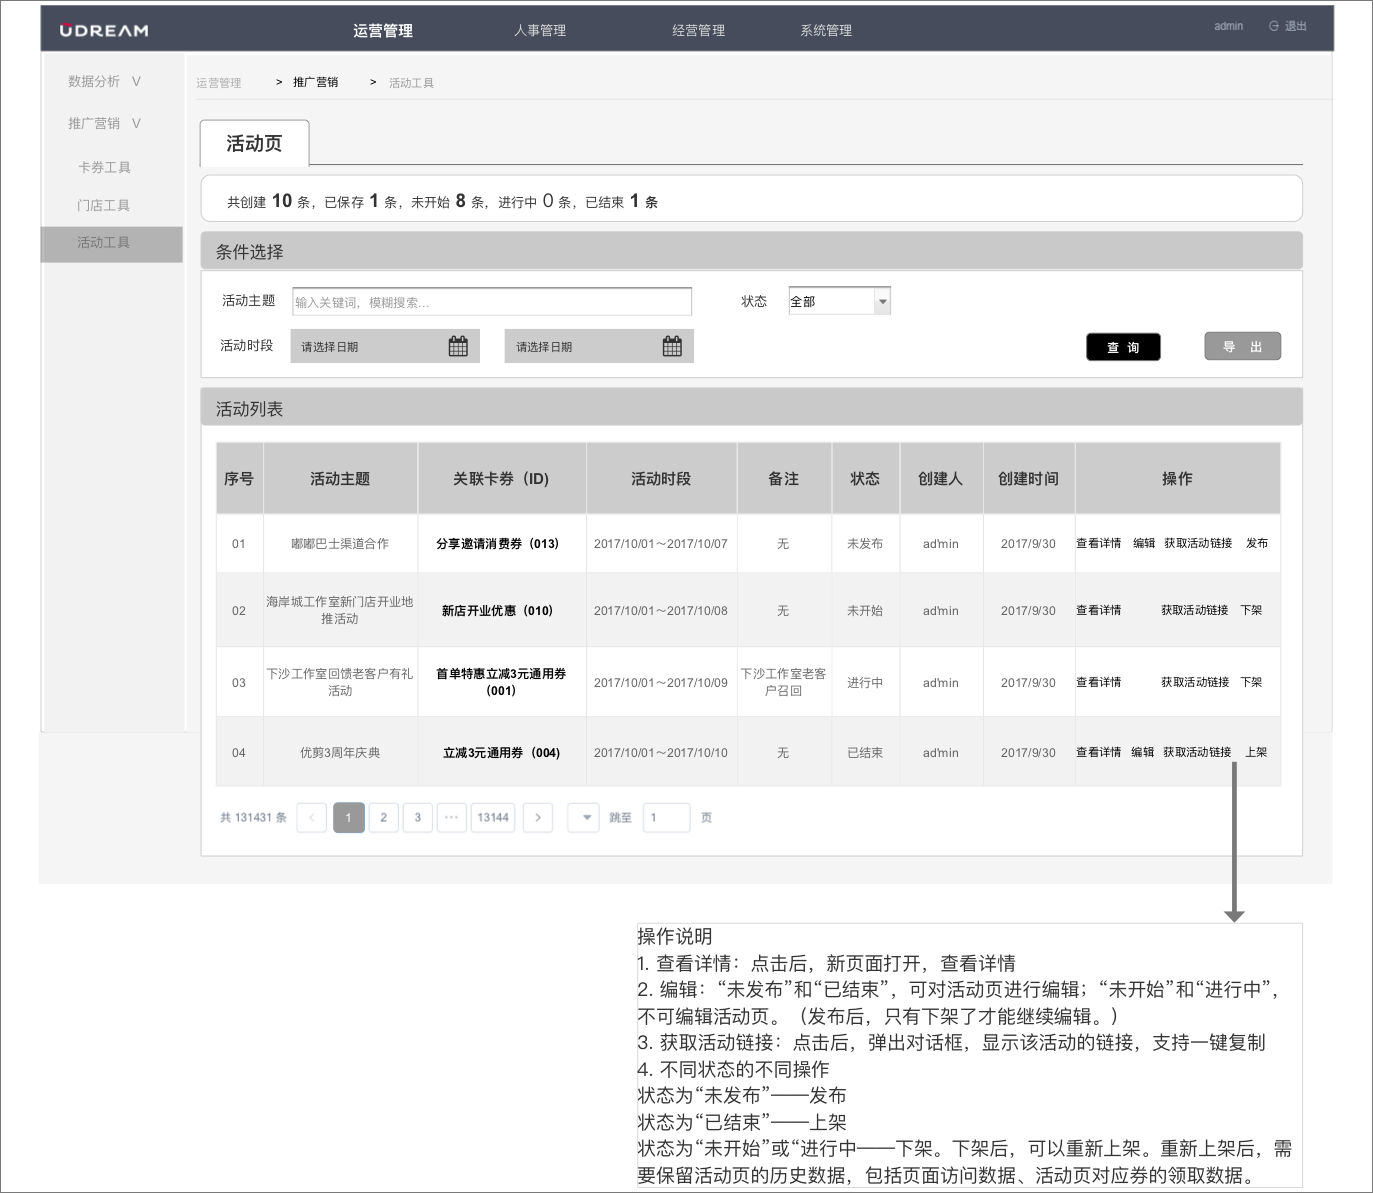 UDREAM 运营管理 人事管理 经营管理 系统管理 admin 退出
数据分析 V
推广营销 V
卡券工具
门店工具
活动工具
运营管理 > 推广营销 > 活动工具
活动页
共创建 10 条，已保存 1 条，未开始 8 条，进行中 0 条，已结束 1 条
条件选择
活动主题 输入关键词，模糊搜索... 状态 全部
活动时段 请选择日期 请选择日期 查 询 导 出
活动列表
序号 活动主题 关联卡券（ID） 活动时段 备注 状态 创建人 创建时间 操作
01 嘟嘟巴士渠道合作 分享邀请消费券（013） 2017/10/01～2017/10/07 无 未发布 ad'min 2017/9/30 查看详情 编辑 获取活动链接 发布
02 海岸城工作室新门店开业地
推活动 新店开业优惠（010） 2017/10/01～2017/10/08 无 未开始 ad'min 2017/9/30 查看详情 获取活动链接 下架
03 下沙工作室回馈老客户有礼
活动 首单特惠立减3元通用券
（001） 2017/10/01～2017/10/09 下沙工作室老客
户召回 进行中 ad'min 2017/9/30 查看详情 获取活动链接 下架
04 优剪3周年庆典 立减3元通用券（004) 2017/10/01～2017/10/10 无 已结束 ad'min 2017/9/30 查看详情 编辑 获取活动链接 上架
共 131431 条 < 1 2 3 ··· 13144 > 跳至 1 页
操作说明
1. 查看详情：点击后，新页面打开，查看详情
2. 编辑：“未发布”和“已结束”，可对活动页进行编辑；“未开始”和“进行中”，
不可编辑活动页。（发布后，只有下架了才能继续编辑。）
3. 获取活动链接：点击后，弹出对话框，显示该活动的链接，支持一键复制
4. 不同状态的不同操作
状态为“未发布”——发布
状态为“已结束”——上架
状态为“未开始”或“进行中——下架。下架后，可以重新上架。重新上架后，需
要保留活动页的历史数据，包括页面访问数据、活动页对应券的领取数据。